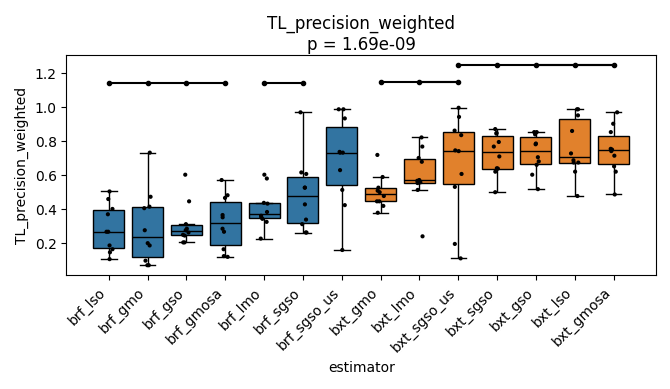 TL_precision_weighted
p = 1.69e-09
TL_precision_weighted
1.2
1.0
0.8
0.6
0.4
0.2
brf_lso
brf_gmo
brf_gso
brf_gmosa
brf_lmo
brf_sgso
brf_sgso_us
bxt_gmo
bxt_lmo
bxt_sgso_us
bxt_sgso
bxt_gso
bxt_lso
bxt_gmosa
estimator